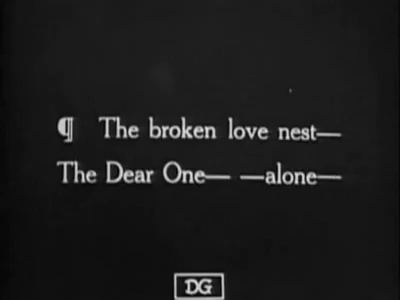 ¶ The broken love nest—
The Dear One— —alone—
DG